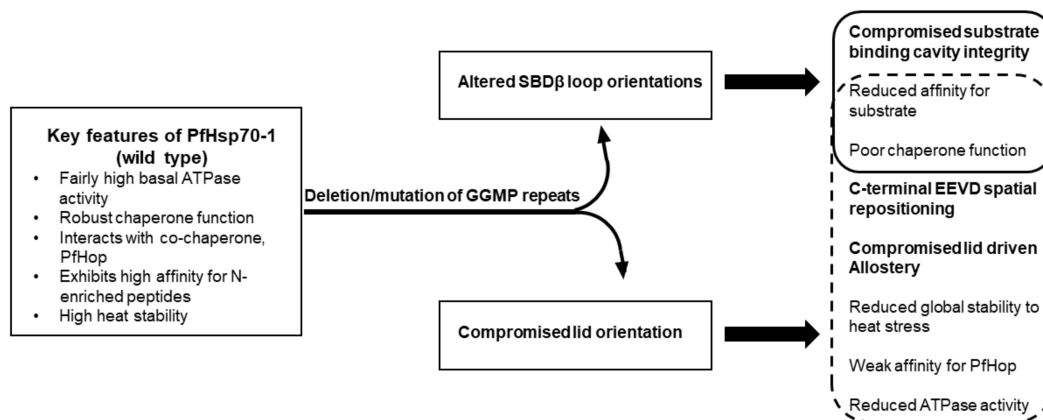 Key features of PfHsp70-1
(wild type)
• Fairly high basal ATPase
activity
• Robust chaperone function
• Interacts with co-chaperone,
PfHop
• Exhibits high affinity for N-
enriched peptides
• High heat stability
Deletion/mutation of GGMP repeats
Altered SBDβ loop orientations
Compromised lid orientation
Compromised substrate
binding cavity integrity
Reduced affinity for
substrate
Poor chaperone function
C-terminal EEVD spatial
repositioning
Compromised lid driven
Allostery
Reduced global stability to
heat stress
Weak affinity for PfHop
Reduced ATPase activity